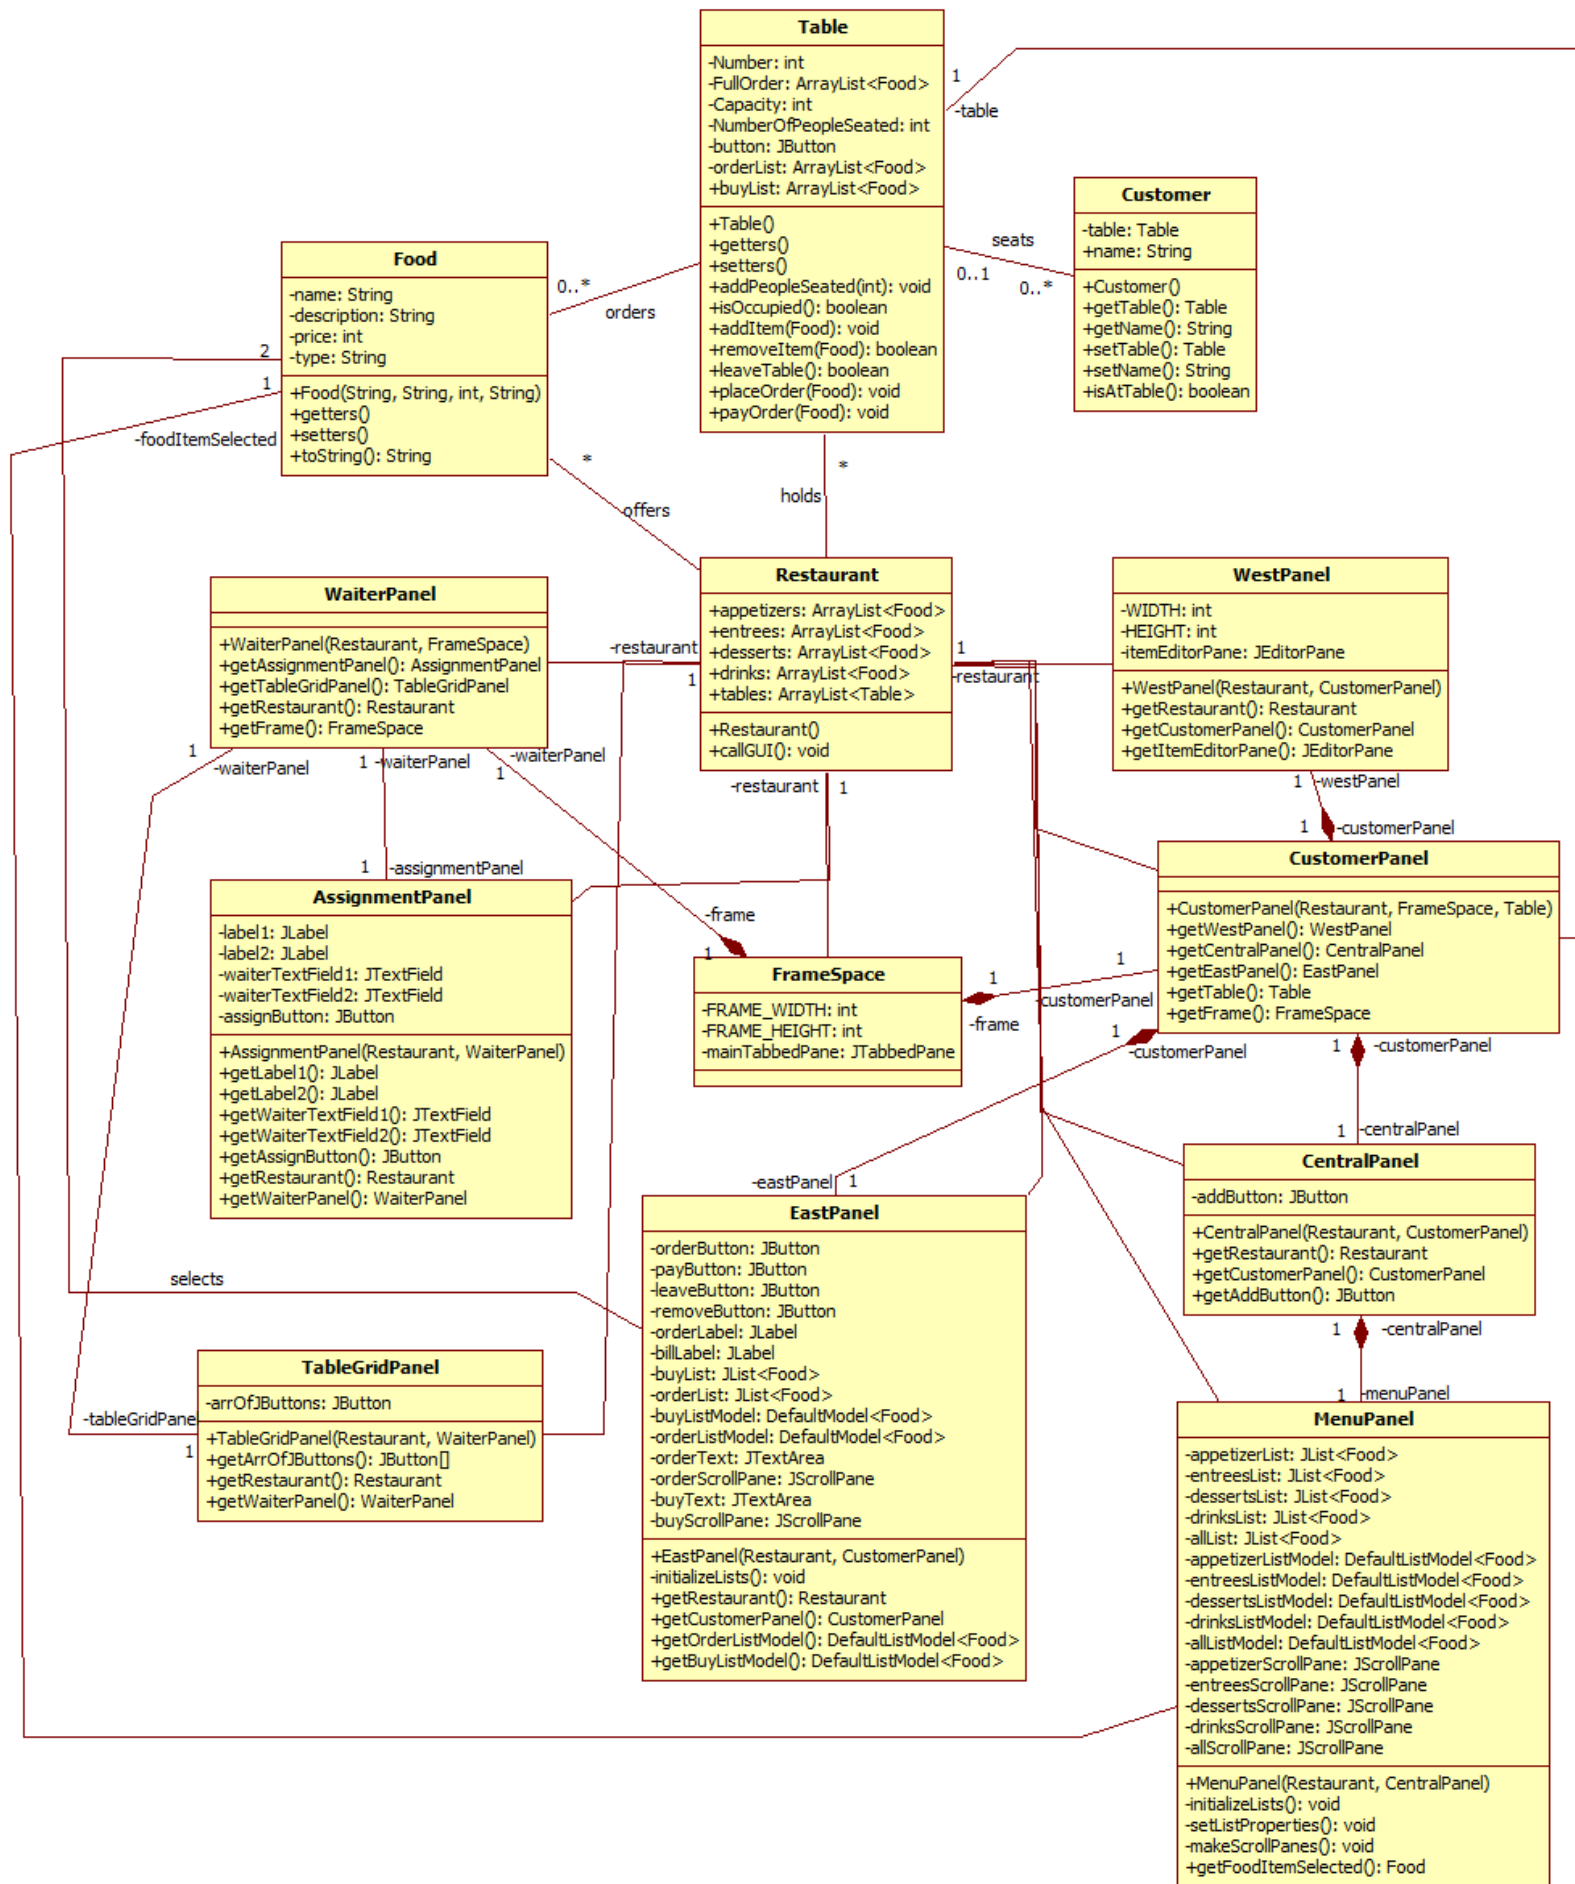 Table
-Number: int
-FullOrder: ArrayList<Food>
-Capacity: int
-NumberOfPeopleSeated: int
-button: JButton
-orderList: ArrayList<Food>
+buyList: ArrayList<Food>
+Table()
+getters()
+setters()
+addPeopleSeated(int): void
+isOccupied(): boolean
+addItem(Food): void
+removeItem(Food): boolean
+leaveTable(): boolean
+placeOrder(Food): void
+payOrder(Food): void
1
-table
Customer
-table: Table
+name: String
+Customer()
+getTable(): Table
+getName(): String
+setTable(): Table
+setName(): String
+isAtTable(): boolean
seats
0..1
0..*
Food
-name: String
-description: String
-price: int
-type: String
+Food(String, String, int, String)
+getters()
+setters()
+toString(): String
0..*
orders
2
1
-foodItemSelected
*
offers
*
holds
Restaurant
+appetizers: ArrayList<Food>
+entrees: ArrayList<Food>
+desserts: ArrayList<Food>
+drinks: ArrayList<Food>
+tables: ArrayList<Table>
+Restaurant()
+callGUI(): void
WaiterPanel
+WaiterPanel(Restaurant, FrameSpace)
+getAssignmentPanel(): AssignmentPanel
+getTableGridPanel(): TableGridPanel
+getRestaurant(): Restaurant
+getFrame(): FrameSpace
-restaurant
1
1
-restaurant
WestPanel
-WIDTH: int
-HEIGHT: int
-itemEditorPane: JEditorPane
+WestPanel(Restaurant, CustomerPanel)
+getRestaurant(): Restaurant
+getCustomerPanel(): CustomerPanel
+getItemEditorPane(): JEditorPane
1
-waiterPanel
1
-waiterPanel
-waiterPanel
1
-restaurant
1
1
-westPanel
1
-customerPanel
CustomerPanel
+CustomerPanel(Restaurant, FrameSpace, Table)
+getWestPanel(): WestPanel
+getCentralPanel(): CentralPanel
+getEastPanel(): EastPanel
+getTable(): Table
+getFrame(): FrameSpace
1
-assignmentPanel
AssignmentPanel
-label1: JLabel
-label2: JLabel
-waiterTextField1: JTextField
-waiterTextField2: JTextField
-assignButton: JButton
+AssignmentPanel(Restaurant, WaiterPanel)
+getLabel1(): JLabel
+getLabel2(): JLabel
+getWaiterTextField1(): JTextField
+getWaiterTextField2(): JTextField
+getAssignButton(): JButton
+getRestaurant(): Restaurant
+getWaiterPanel(): WaiterPanel
-frame
1
FrameSpace
-FRAME_WIDTH: int
-FRAME_HEIGHT: int
-mainTabbedPane: JTabbedPane
1
-frame
1
-customerPanel
1
-customerPanel
1
-customerPanel
1
-centralPanel
-eastPanel
1
CentralPanel
-addButton: JButton
+CentralPanel(Restaurant, CustomerPanel)
+getRestaurant(): Restaurant
+getCustomerPanel(): CustomerPanel
+getAddButton(): JButton
1
-centralPanel
1
-menuPanel
EastPanel
-orderButton: JButton
-payButton: JButton
-leaveButton: JButton
-removeButton: JButton
-orderLabel: JLabel
-billLabel: JLabel
-buyList: JList<Food>
-orderList: JList<Food>
-buyListModel: DefaultModel<Food>
-orderListModel: DefaultModel<Food>
-orderText: JTextArea
-orderScrollPane: JScrollPane
-buyText: JTextArea
-buyScrollPane: JScrollPane
+EastPanel(Restaurant, CustomerPanel)
-initializeLists(): void
+getRestaurant(): Restaurant
+getCustomerPanel(): CustomerPanel
+getOrderListModel(): DefaultListModel<Food>
+getBuyListModel(): DefaultListModel<Food>
selects
TableGridPanel
-arrOfJButtons: JButton
+TableGridPanel(Restaurant, WaiterPanel)
+getArrOfJButtons(): JButton[]
+getRestaurant(): Restaurant
+getWaiterPanel(): WaiterPanel
-tableGridPanel
1
MenuPanel
-appetizerList: JList<Food>
-entreesList: JList<Food>
-dessertsList: JList<Food>
-drinksList: JList<Food>
-allList: JList<Food>
-appetizerListModel: DefaultListModel<Food>
-entreesListModel: DefaultListModel<Food>
-dessertsListModel: DefaultListModel<Food>
-drinksListModel: DefaultListModel<Food>
-allListModel: DefaultListModel<Food>
-appetizerScrollPane: JScrollPane
-entreesScrollPane: JScrollPane
-dessertsScrollPane: JScrollPane
-drinksScrollPane: JScrollPane
-allScrollPane: JScrollPane
+MenuPanel(Restaurant, CentralPanel)
-initializeLists(): void
-setListProperties(): void
-makeScrollPanes(): void
+getFoodItemSelected(): Food